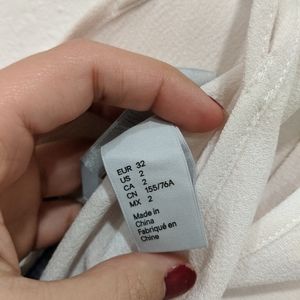 EUR 32
US 2
CA 2
CN 155/76A
MX 2
Made in
China
Fabriqué en
Chine